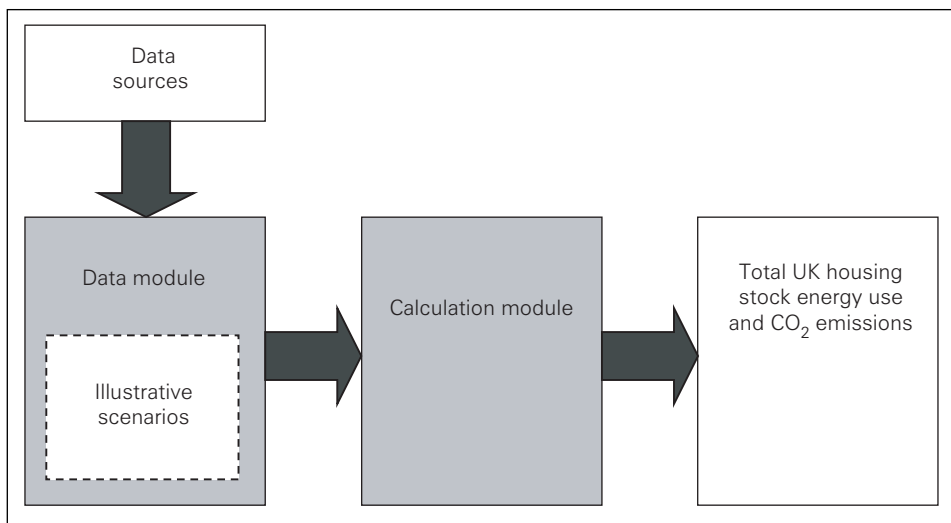 Data
sources
Data module
Illustrative
scenarios
Calculation module
Total UK housing
stock energy use
and CO₂ emissions